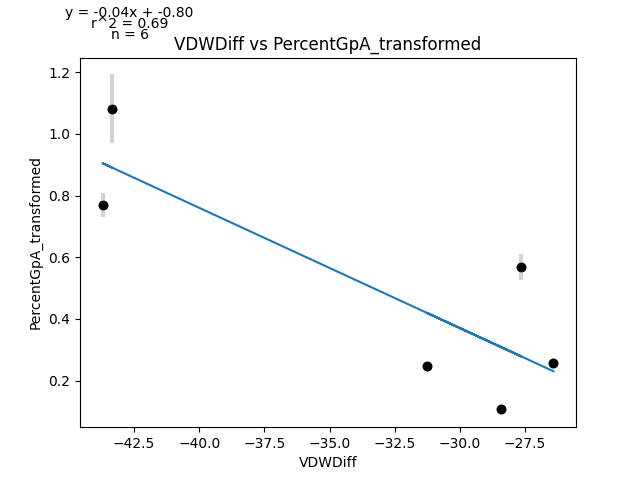 y = -0.04x + -0.80
r^2 = 0.69
n = 6
VDWDiff vs PercentGpA_transformed
1.2
1.0
0.8
0.6
0.4
0.2
PercentGpA_transformed
−42.5 −40.0 −37.5 −35.0 −32.5 −30.0 −27.5
VDWDiff